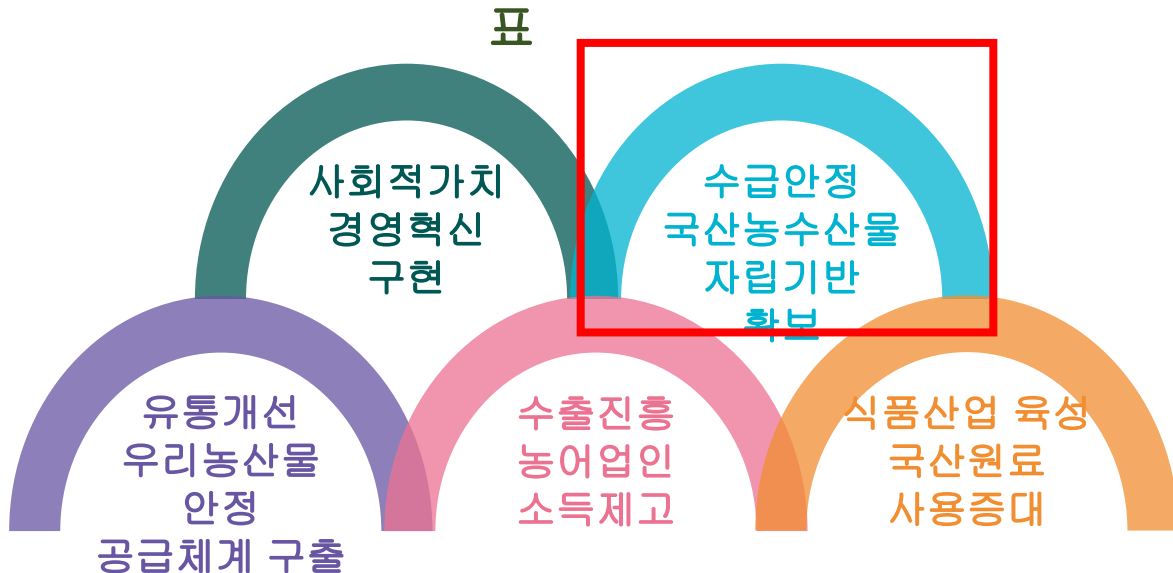 표
사회적가치
경영혁신
구현
수급안정
국산농수산물
자립기반
확보
유통개선
우리농산물
안정
공급체계 구출
수출진흥
농어업인
소득제고
식품산업 육성
국산원료
사용증대